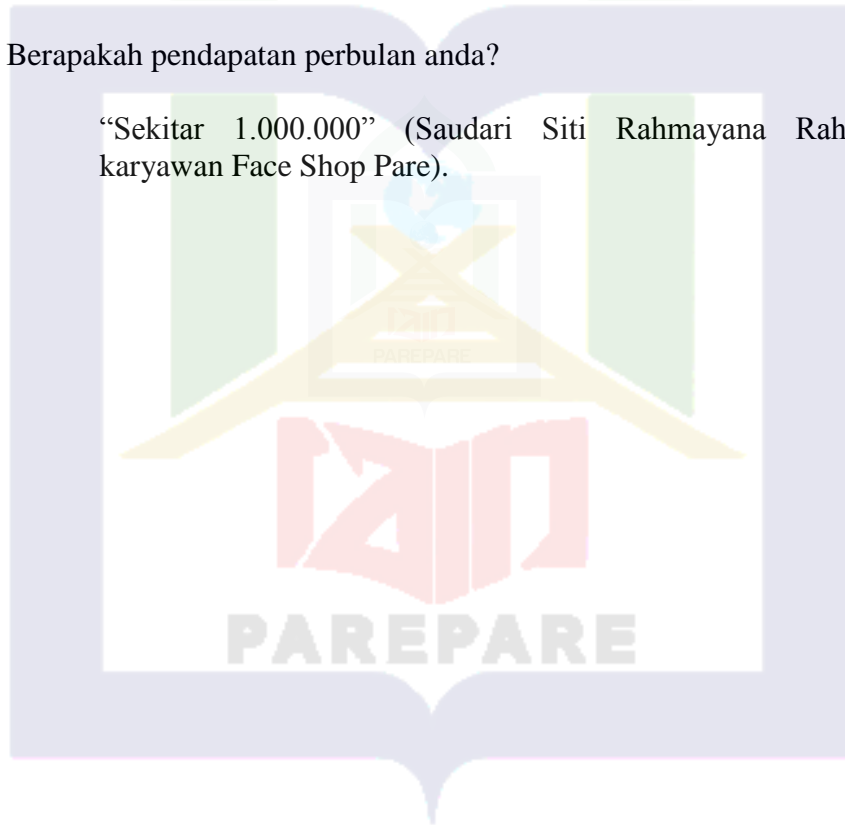 Berapakah pendapatan perbulan anda?
“Sekitar 1.000.000” (Saudari Siti Rahmayana Rah
karyawan Face Shop Pare).
PAREPARE
PAREPARE